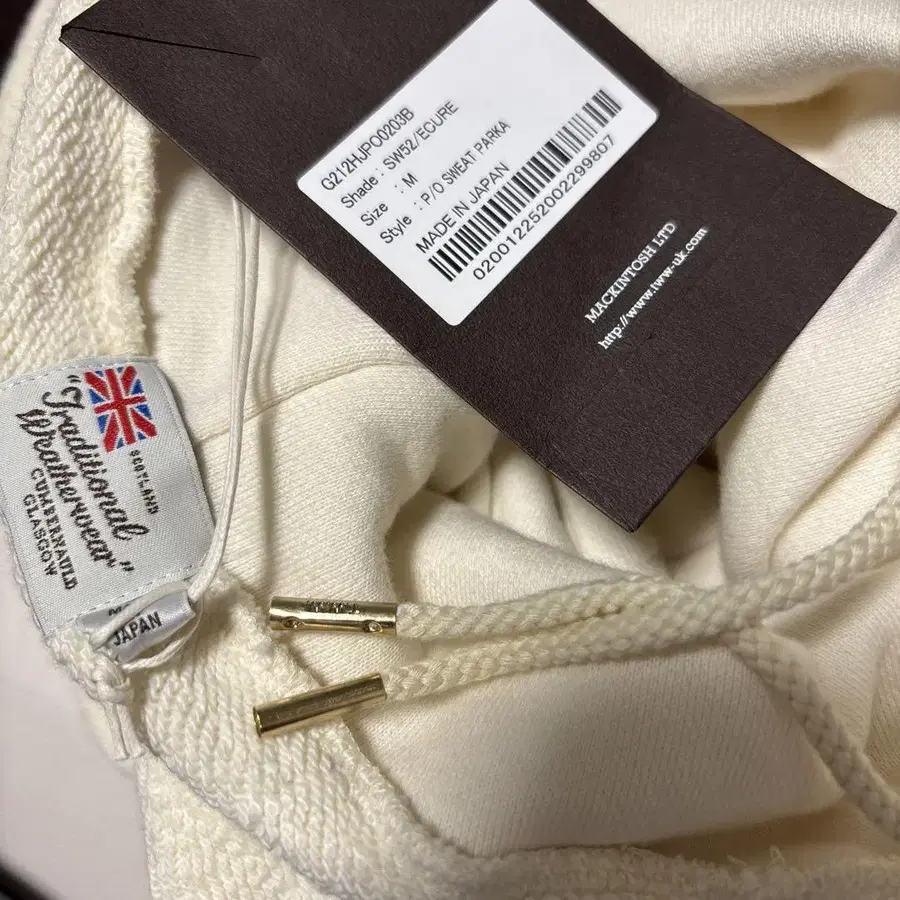 G212HJPO0203B
Shade : SW52/ECURE
Size : M
Style : P/O SWEAT PARKA
MADE IN JAPAN
020012252002299807
MACKINTOSH LTD
http://www.tww-uk.com
SCOTLAND
"Traditional
Weatherwear"
CUMBERNAULD
GLASGOW
JAPAN